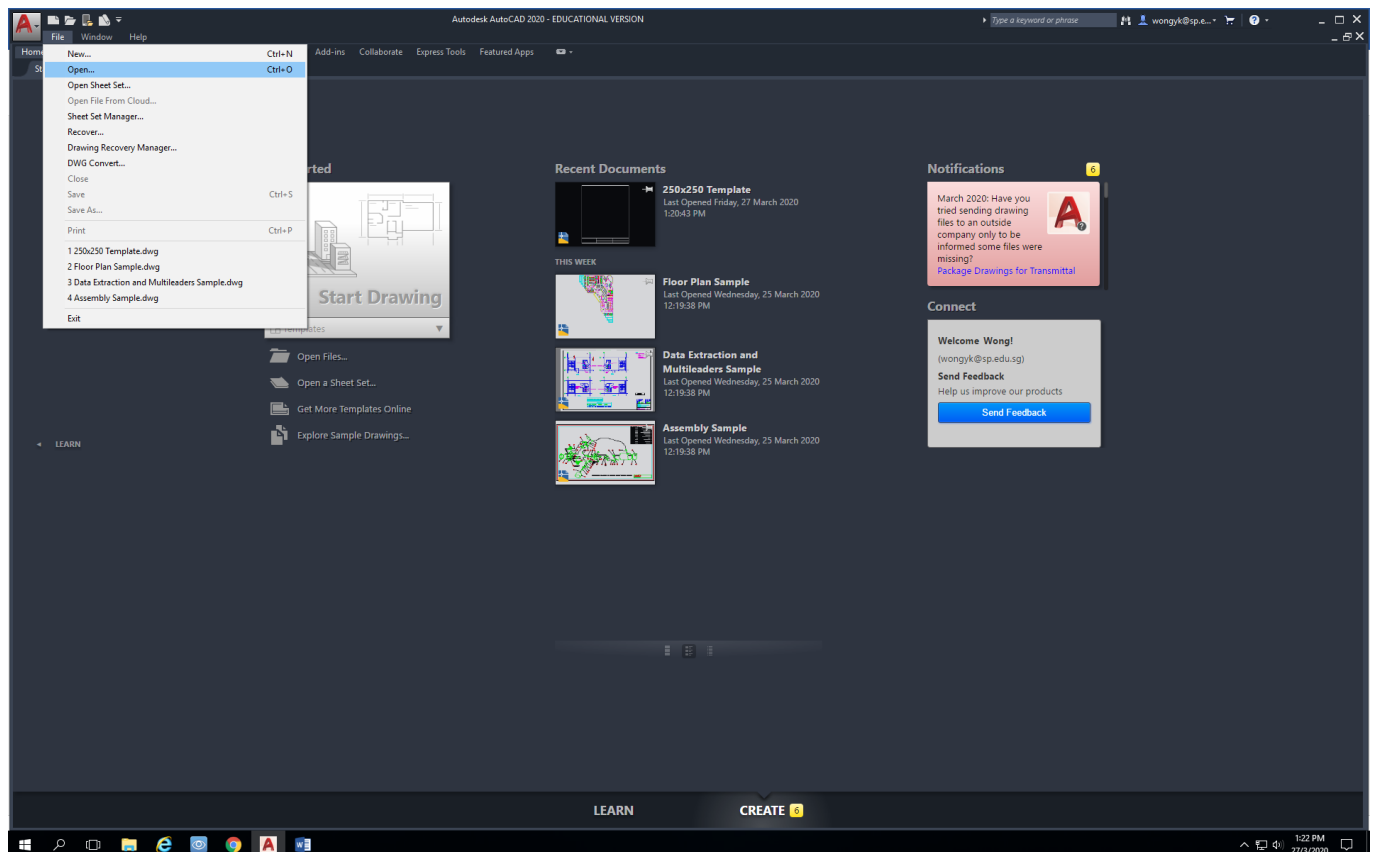 Autodesk AutoCAD 2020 - EDUCATIONAL VERSION
Type a keyword or phrase
wongyk@sp.e...
File Window Help
Home Add-ins Collaborate Express Tools Featured Apps
St
New... Ctrl+N
Open... Ctrl+O
Open Sheet Set...
Open File From Cloud...
Sheet Set Manager...
Recover...
Drawing Recovery Manager...
DWG Convert...
Close
Save Ctrl+S
Save As...
Print Ctrl+P
1 250x250 Template.dwg
2 Floor Plan Sample.dwg
3 Data Extraction and Multileaders Sample.dwg
4 Assembly Sample.dwg
Exit
rted
Start Drawing
Templates
Open Files...
Open a Sheet Set...
Get More Templates Online
Explore Sample Drawings...
LEARN
Recent Documents
250x250 Template
Last Opened Friday, 27 March 2020
1:20:43 PM
THIS WEEK
Floor Plan Sample
Last Opened Wednesday, 25 March 2020
12:19:38 PM
Data Extraction and
Multileaders Sample
Last Opened Wednesday, 25 March 2020
12:19:38 PM
Assembly Sample
Last Opened Wednesday, 25 March 2020
12:19:38 PM
Notifications 6
March 2020: Have you
tried sending drawing
files to an outside
company only to be
informed some files were
missing?
Package Drawings for Transmittal
Connect
Welcome Wong!
(wongyk@sp.edu.sg)
Send Feedback
Help us improve our products
Send Feedback
LEARN
CREATE 6
1:22 PM
27/3/2020